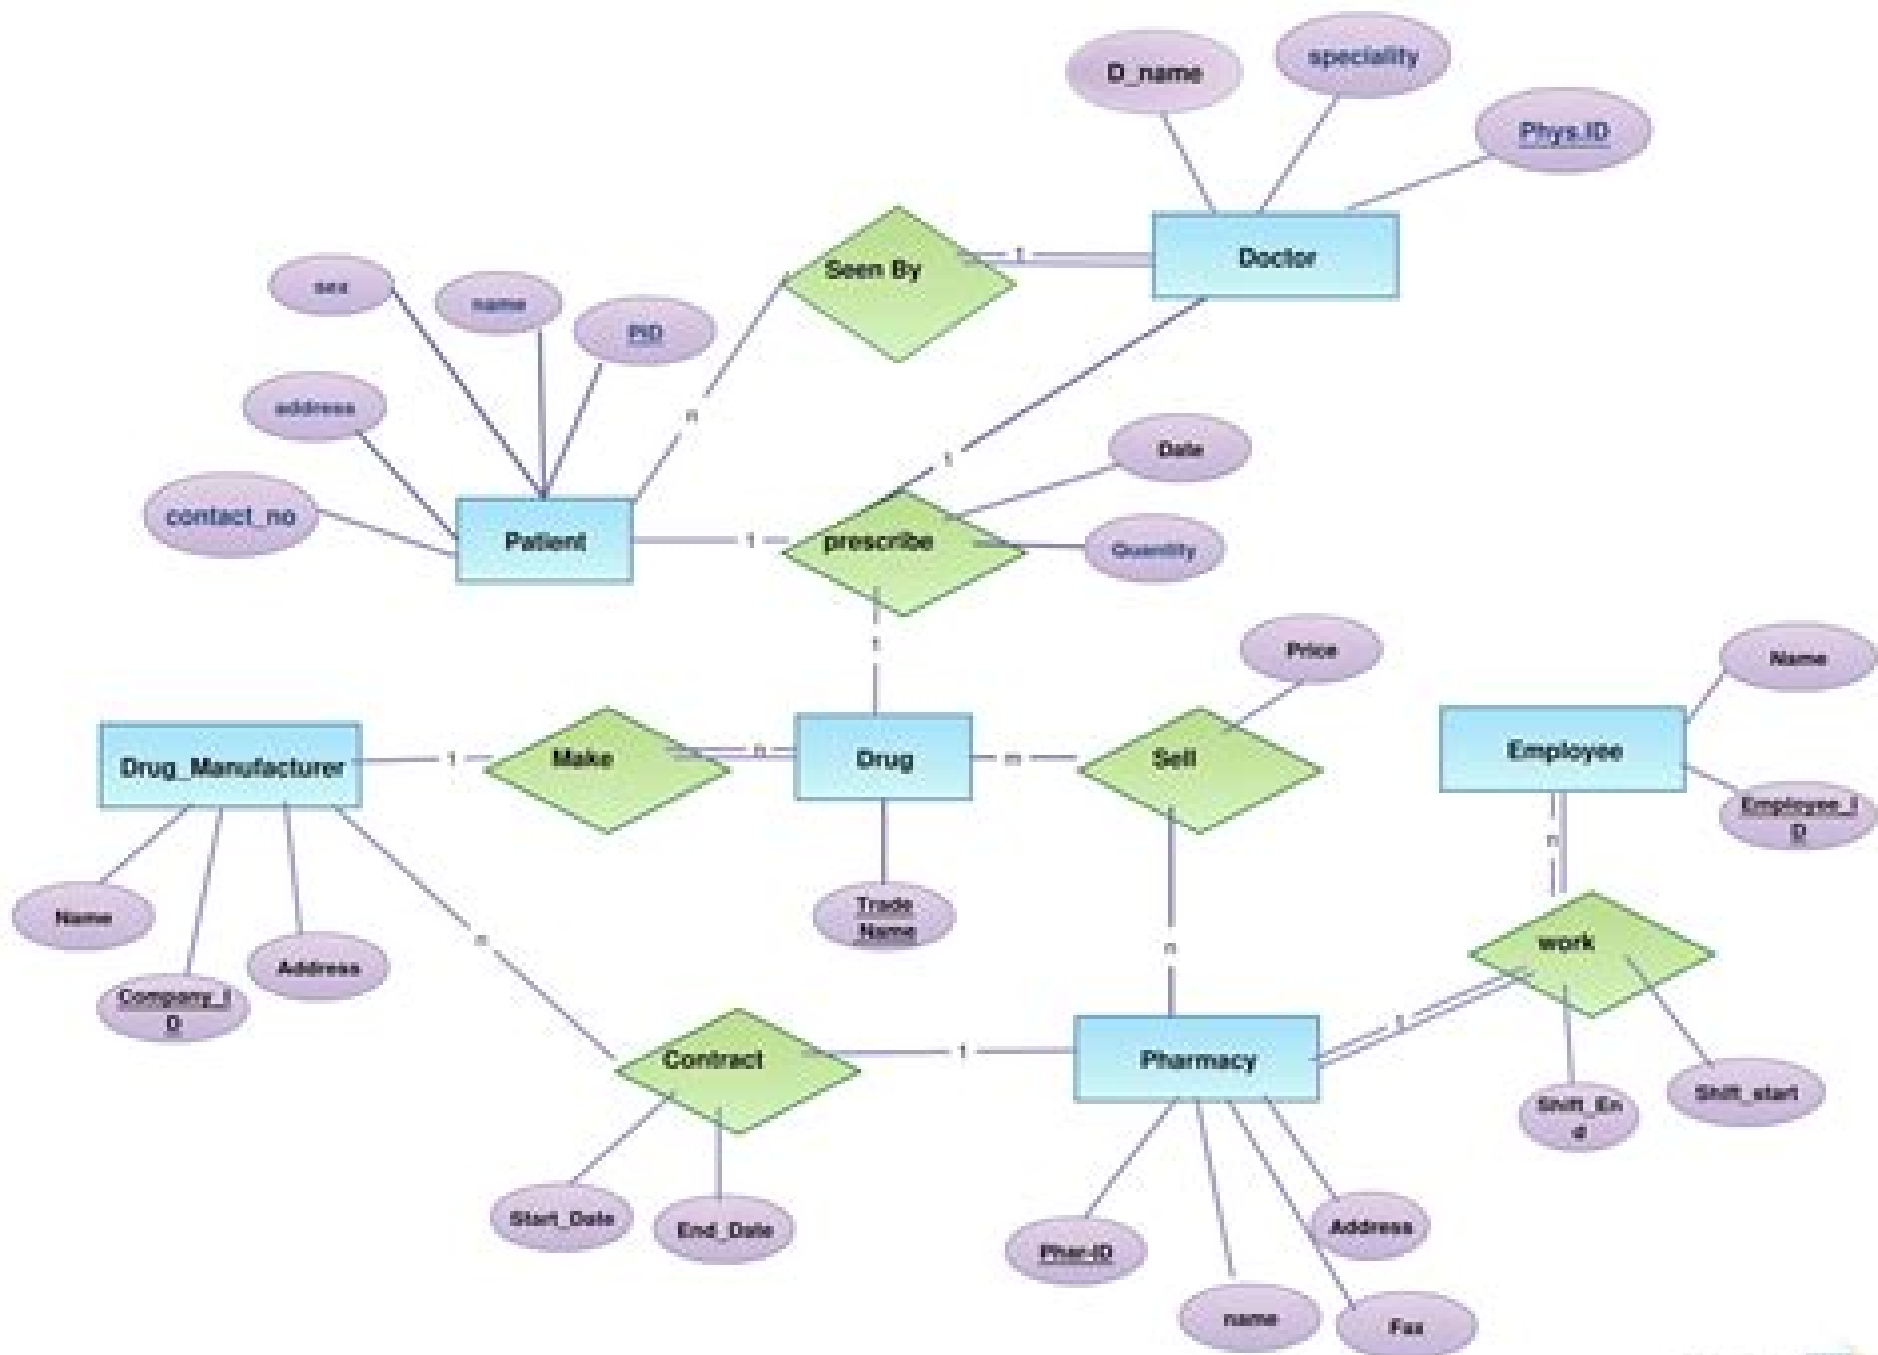 D_name
speciality
Phys.ID
Seen By
1
Doctor
sex
name
PID
n
address
1
Date
contact_no
Patient
1
prescribe
Quantity
1
Price
Name
Drug_Manufacturer
1
Make
n
Drug
m
Sell
Employee
Employee_I
D
n
Name
Trade
Name
Address
Company_I
D
n
n
work
Contract
1
Pharmacy
1
Shift_En
d
Shift_start
Start_Date
End_Date
Phar-ID
Address
name
Fax